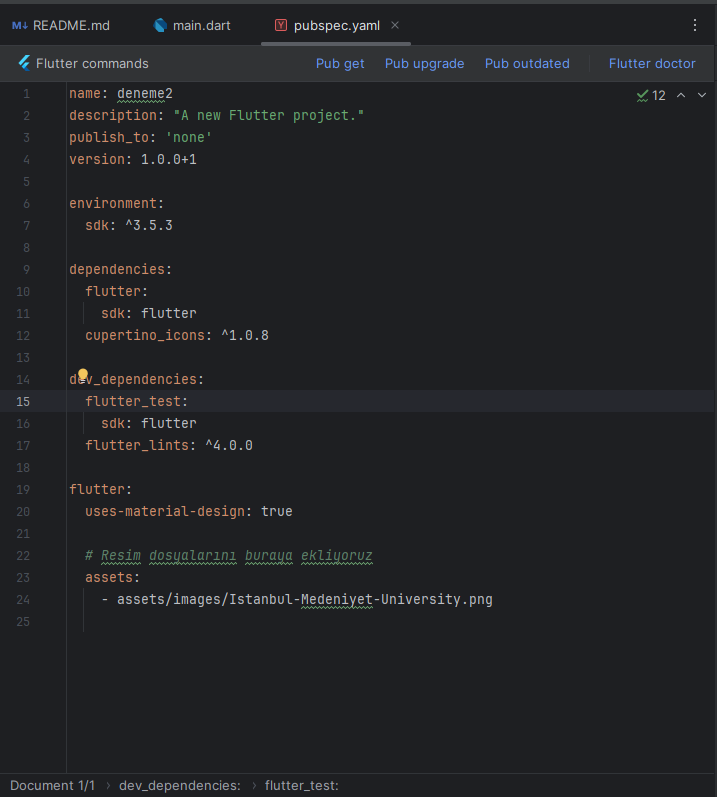 README.md main.dart pubspec.yaml
Flutter commands Pub get Pub upgrade Pub outdated Flutter doctor
1 name: deneme2 12
2 description: "A new Flutter project."
3 publish_to: 'none'
4 version: 1.0.0+1
5
6 environment:
7   sdk: ^3.5.3
8
9 dependencies:
10   flutter:
11     sdk: flutter
12   cupertino_icons: ^1.0.8
13
14 dev_dependencies:
15   flutter_test:
16     sdk: flutter
17   flutter_lints: ^4.0.0
18
19 flutter:
20   uses-material-design: true
21
22   # Resim dosyalarını buraya ekliyoruz
23   assets:
24     - assets/images/Istanbul-Medeniyet-University.png
25
Document 1/1 › dev_dependencies: › flutter_test: